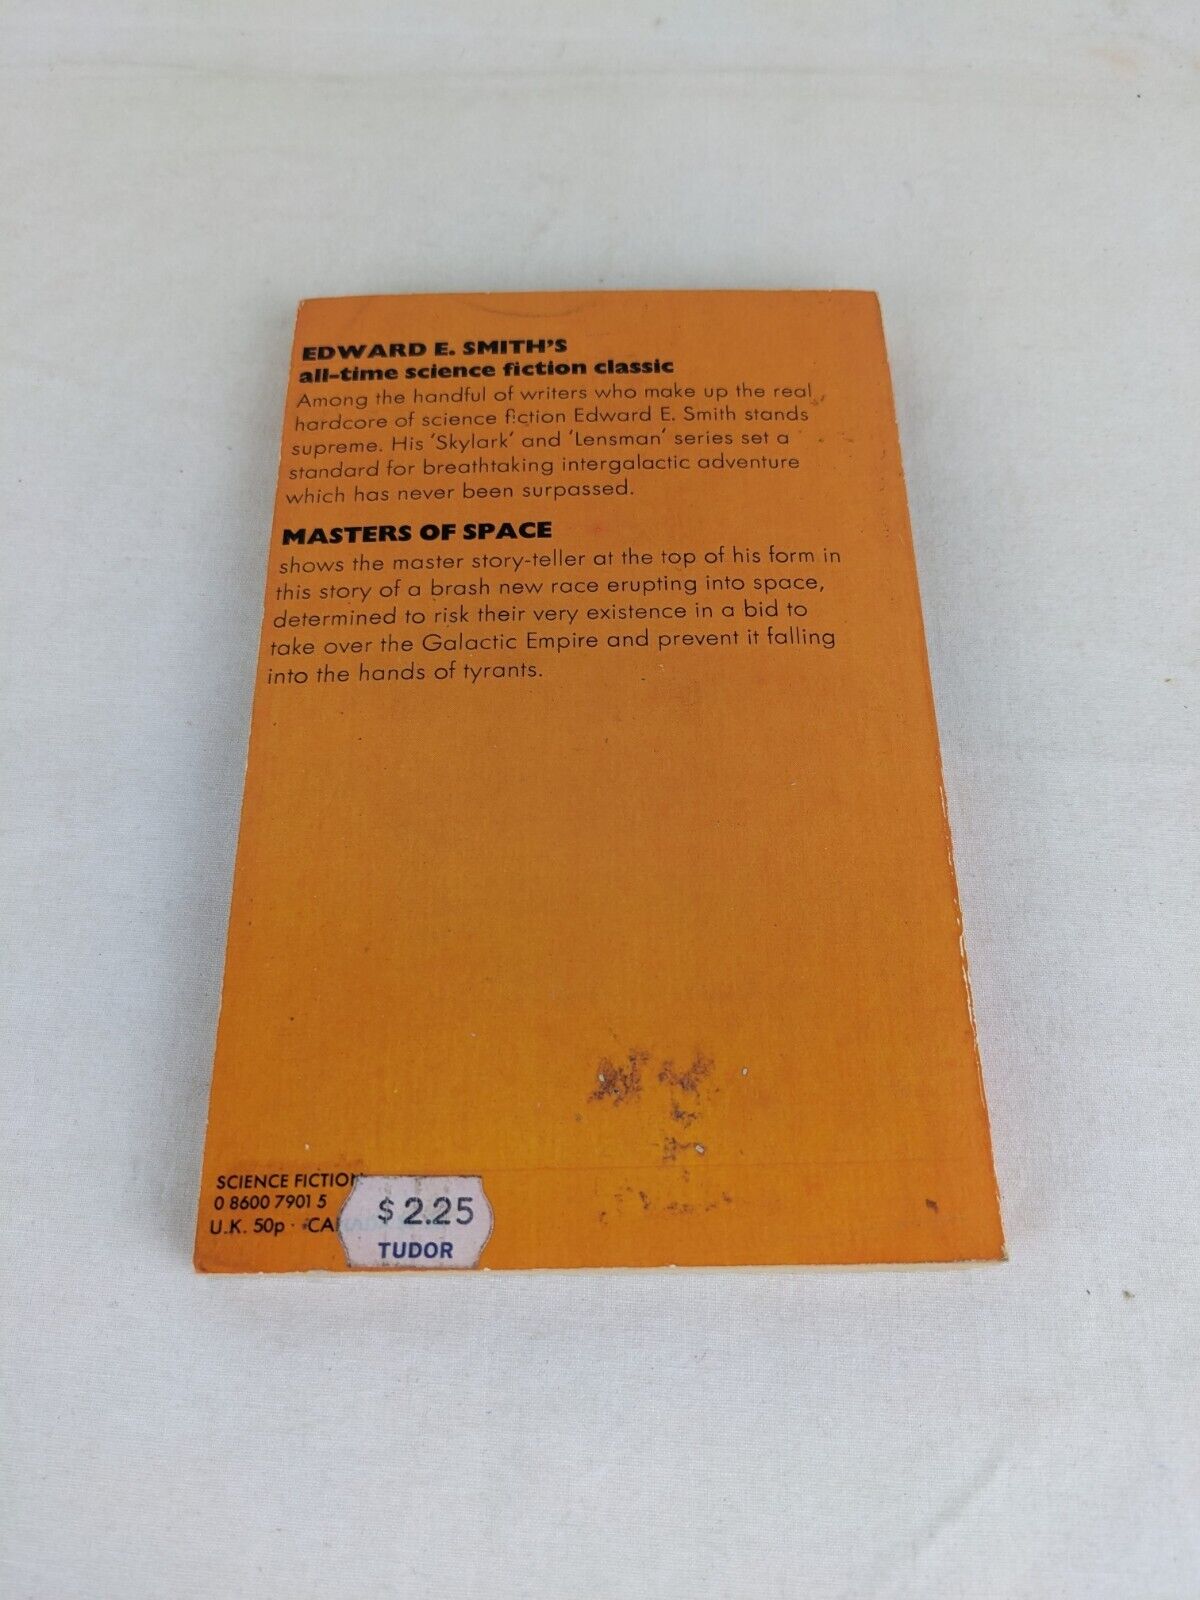 EDWARD E. SMITH'S
all-time science fiction classic
Among the handful of writers who make up the real
hardcore of science fiction Edward E. Smith stands
supreme. His 'Skylark' and 'Lensman' series set a
standard for breathtaking intergalactic adventure
which has never been surpassed.
MASTERS OF SPACE
shows the master story-teller at the top of his form in
this story of a brash new race erupting into space,
determined to risk their very existence in a bid to
take over the Galactic Empire and prevent it falling
into the hands of tyrants.
SCIENCE FICTION
0 8600 7901 5
U.K. 50p ·
$ 2.25
TUDOR